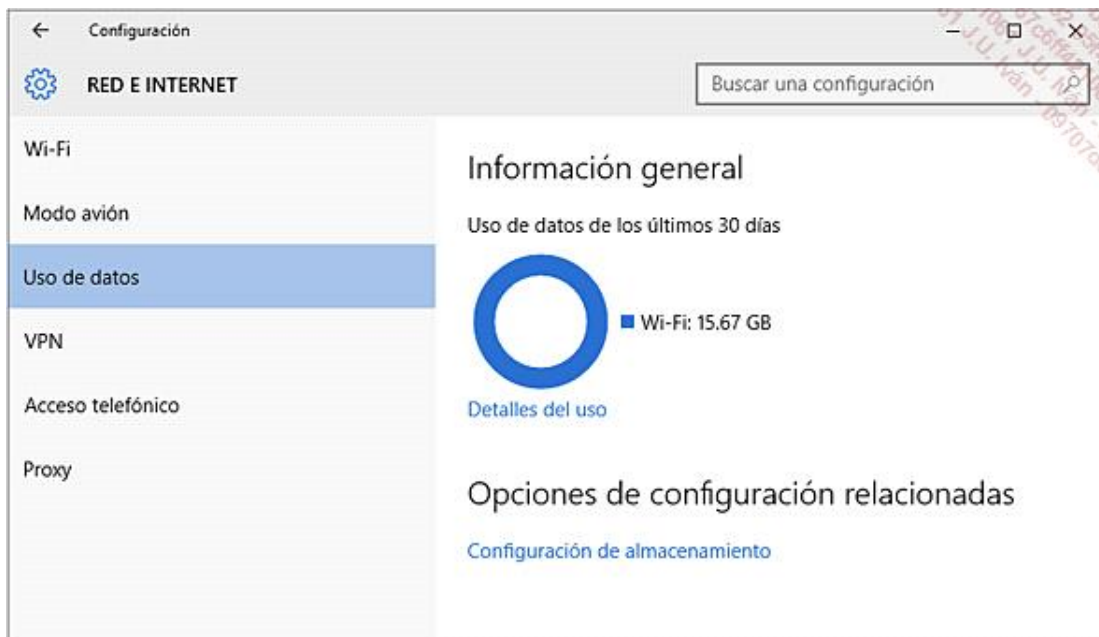 Configuración
RED E INTERNET
Buscar una configuración
Wi-Fi
Modo avión
Uso de datos
VPN
Acceso telefónico
Proxy
Información general
Uso de datos de los últimos 30 días
Wi-Fi: 15.67 GB
Detalles del uso
Opciones de configuración relacionadas
Configuración de almacenamiento
J.U. Iván